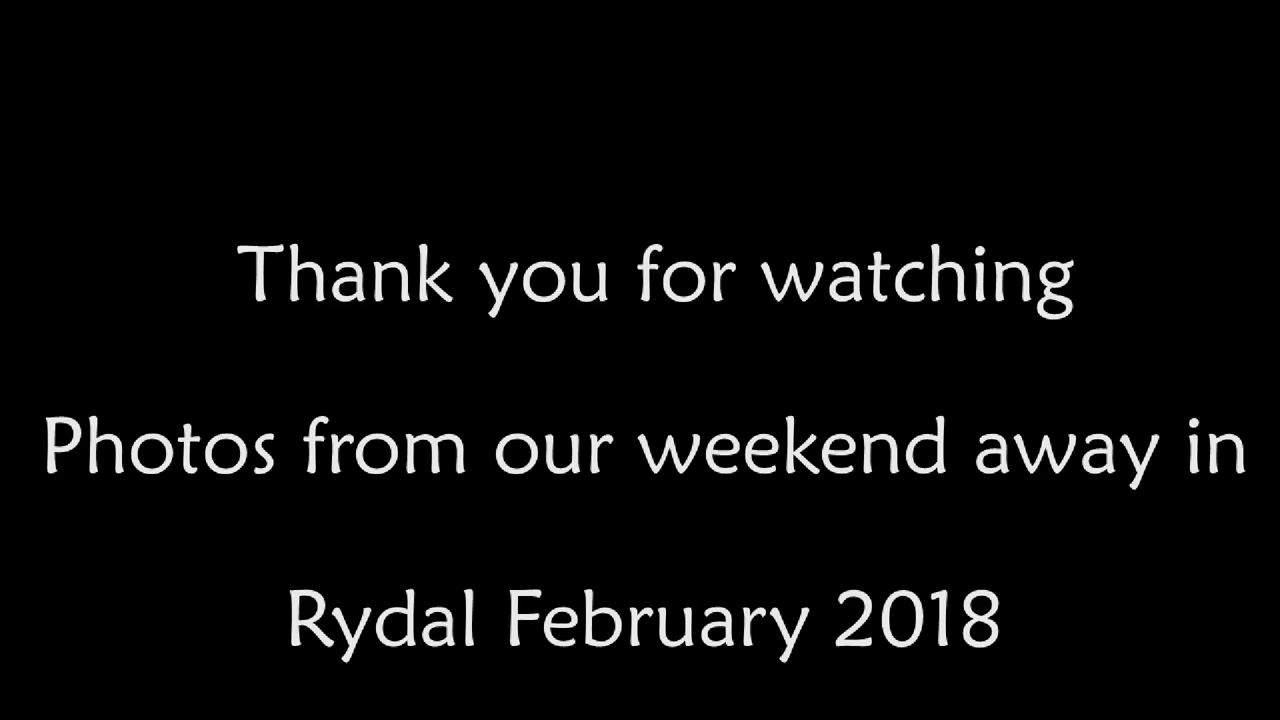 Thank you for watching
Photos from our weekend away in
Rydal February 2018